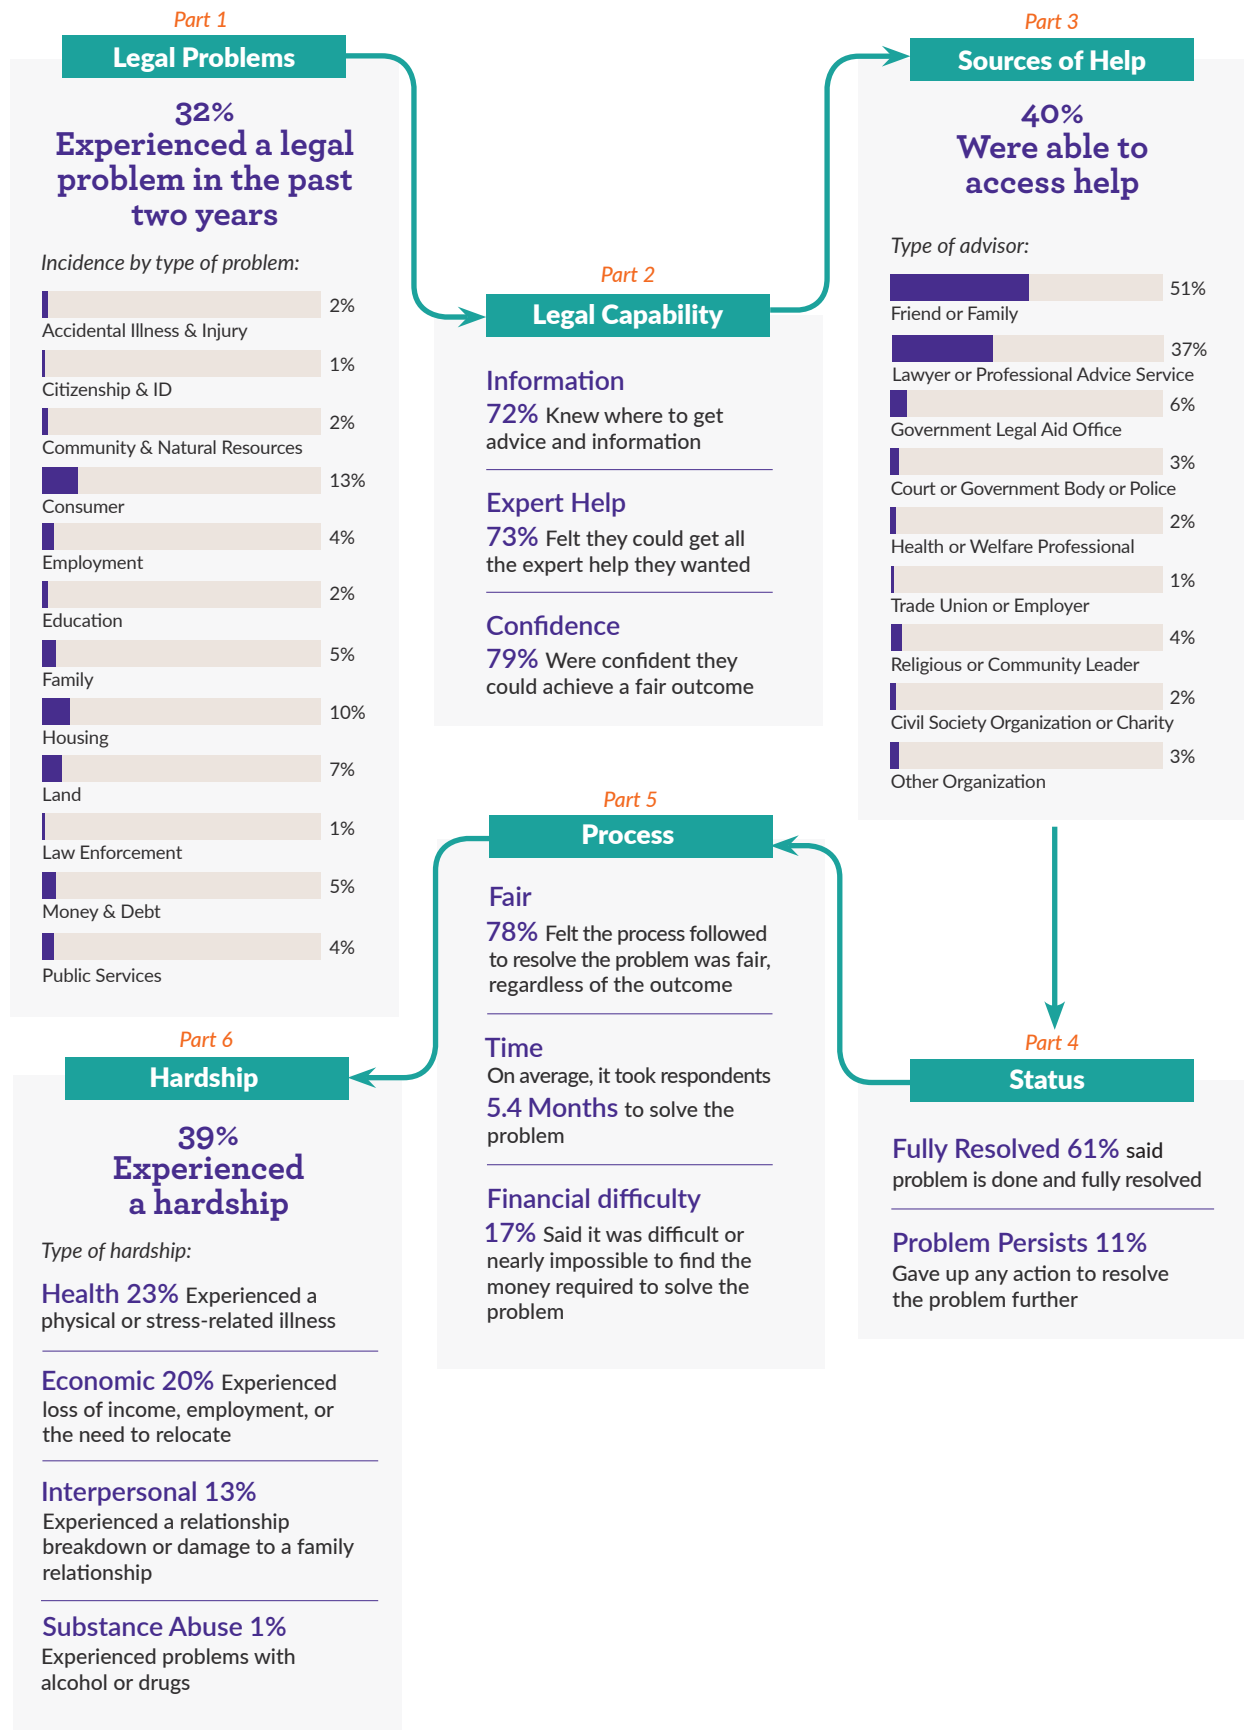 Part 1
Legal Problems
32%
Experienced a legal
problem in the past
two years
Incidence by type of problem:
2%
Accidental Illness & Injury
1%
Citizenship & ID
2%
Community & Natural Resources
13%
Consumer
4%
Employment
2%
Education
5%
Family
10%
Housing
7%
Land
1%
Law Enforcement
5%
Money & Debt
4%
Public Services
Part 2
Legal Capability
Information
72% Knew where to get
advice and information
Expert Help
73% Felt they could get all
the expert help they wanted
Confidence
79% Were confident they
could achieve a fair outcome
Part 3
Sources of Help
40%
Were able to
access help
Type of advisor:
51%
Friend or Family
37%
Lawyer or Professional Advice Service
6%
Government Legal Aid Office
3%
Court or Government Body or Police
2%
Health or Welfare Professional
1%
Trade Union or Employer
4%
Religious or Community Leader
2%
Civil Society Organization or Charity
3%
Other Organization
Part 4
Status
Fully Resolved 61% said
problem is done and fully resolved
Problem Persists 11%
Gave up any action to resolve
the problem further
Part 5
Process
Fair
78% Felt the process followed
to resolve the problem was fair,
regardless of the outcome
Time
On average, it took respondents
5.4 Months to solve the
problem
Financial difficulty
17% Said it was difficult or
nearly impossible to find the
money required to solve the
problem
Part 6
Hardship
39%
Experienced
a hardship
Type of hardship:
Health 23% Experienced a
physical or stress-related illness
Economic 20% Experienced
loss of income, employment, or
the need to relocate
Interpersonal 13%
Experienced a relationship
breakdown or damage to a family
relationship
Substance Abuse 1%
Experienced problems with
alcohol or drugs